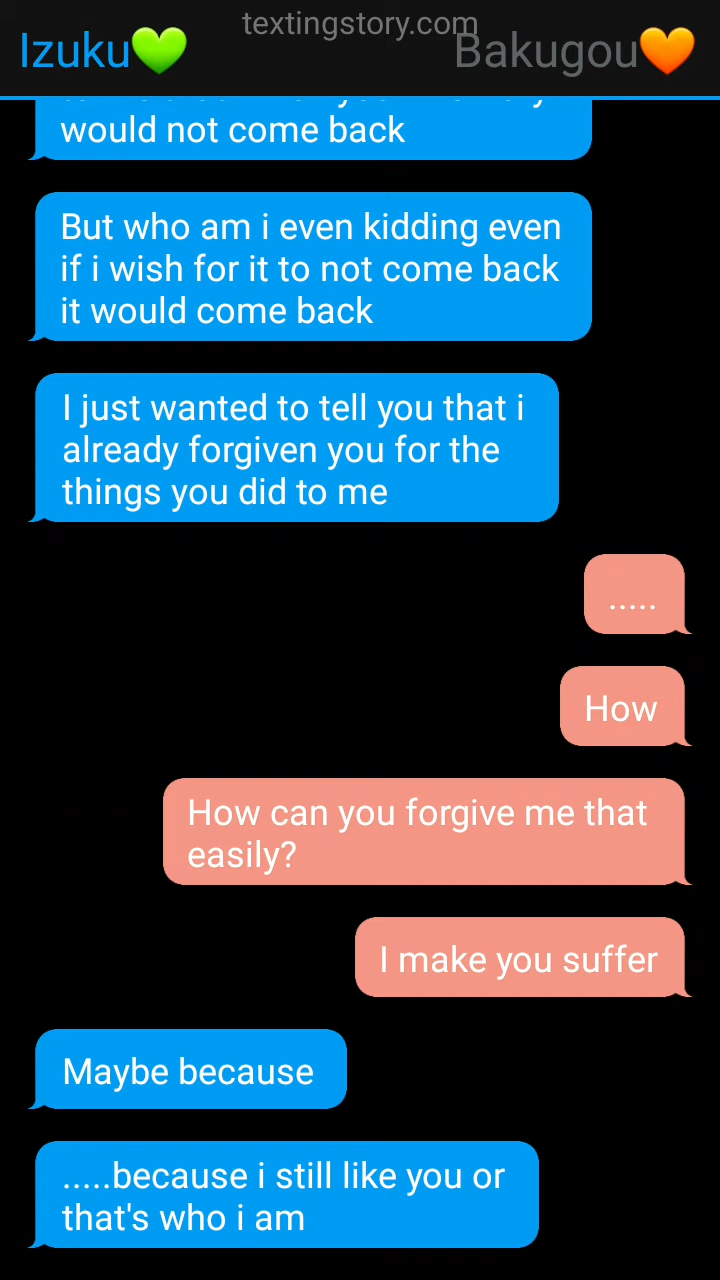 textingstory.com
Izuku💚
Bakugou🧡
would not come back
But who am i even kidding even
if i wish for it to not come back
it would come back
I just wanted to tell you that i
already forgiven you for the
things you did to me
.....
How
How can you forgive me that
easily?
I make you suffer
Maybe because
.....because i still like you or
that's who i am